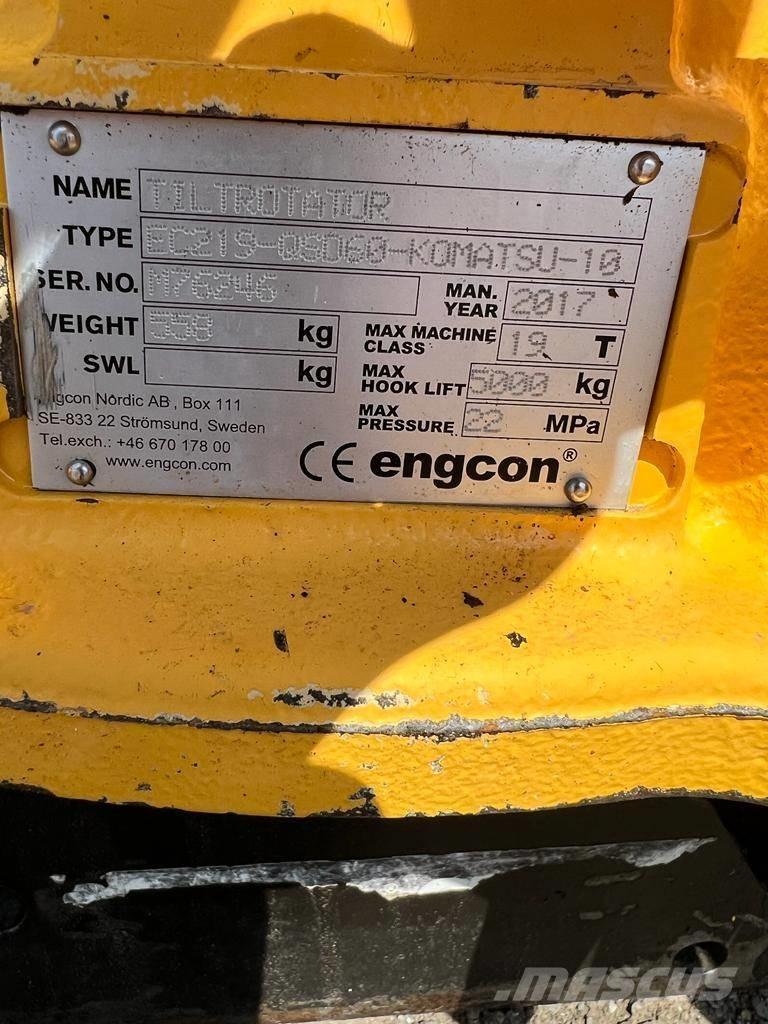 NAME TILTROTATOR
TYPE EC219-QSD60-KOMATSU-10
SER. NO. M76246 MAN. YEAR 2017
WEIGHT 558 kg MAX MACHINE CLASS 19 T
SWL kg MAX HOOK LIFT 5000 kg
MAX PRESSURE 22 MPa
engcon Nordic AB, Box 111
SE-833 22 Strömsund, Sweden
Tel.exch.: +46 670 178 00
www.engcon.com
CE engcon®
MASCUS